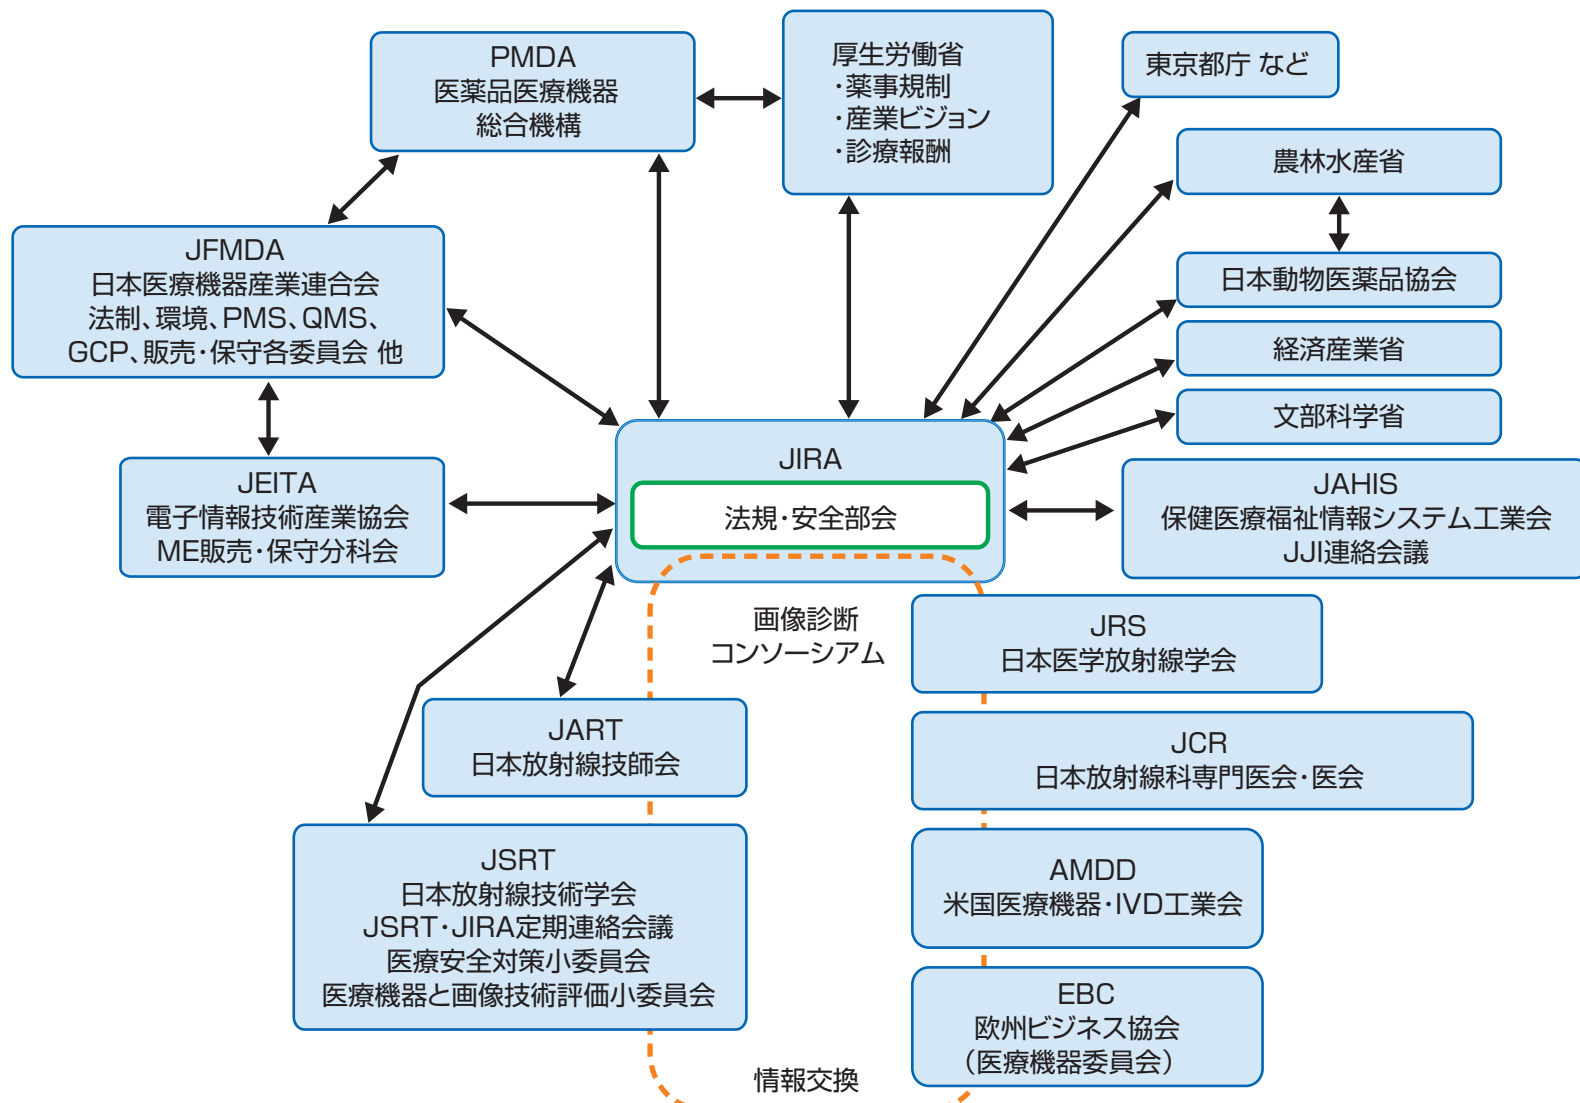 PMDA
医薬品医療機器
総合機構
厚生労働省
・薬事規制
・産業ビジョン
・診療報酬
東京都庁 など
農林水産省
日本動物医薬品協会
経済産業省
文部科学省
JFMDA
日本医療機器産業連合会
法制、環境、PMS、QMS、
GCP、販売・保守各委員会 他
JEITA
電子情報技術産業協会
ME販売・保守分科会
JIRA
法規・安全部会
JAHIS
保健医療福祉情報システム工業会
JJI連絡会議
画像診断
コンソーシアム
JRS
日本医学放射線学会
JART
日本放射線技師会
JCR
日本放射線科専門医会・医会
JSRT
日本放射線技術学会
JSRT・JIRA定期連絡会議
医療安全対策小委員会
医療機器と画像技術評価小委員会
AMDD
米国医療機器・IVD工業会
EBC
欧州ビジネス協会
（医療機器委員会）
情報交換